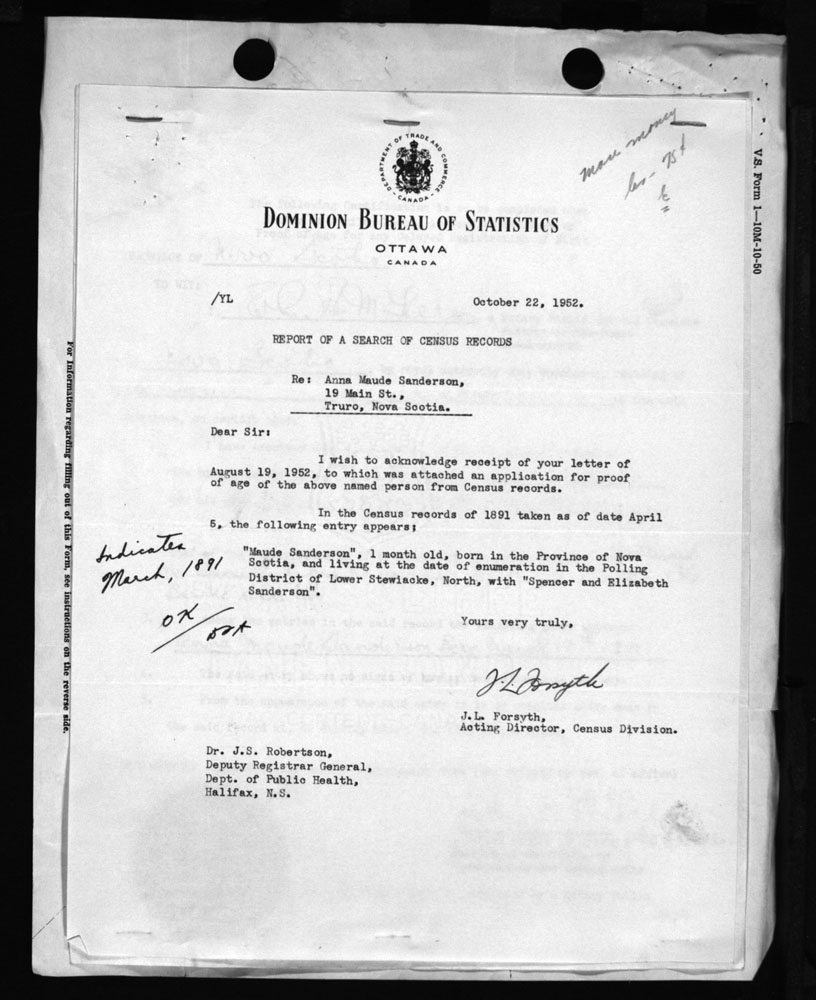 more money
75¢
V.S. Form 1—10M-10-50
DEPARTMENT OF TRADE AND COMMERCE
CANADA
DOMINION BUREAU OF STATISTICS
OTTAWA
CANADA
/YL
October 22, 1952.
REPORT OF A SEARCH OF CENSUS RECORDS
Re: Anna Maude Sanderson,
19 Main St.,
Truro, Nova Scotia.
Dear Sir:
I wish to acknowledge receipt of your letter of
August 19, 1952, to which was attached an application for proof
of age of the above named person from Census records.
In the Census records of 1891 taken as of date April
5, the following entry appears;
Indicates
March, 1891
OK
"Maude Sanderson", 1 month old, born in the Province of Nova
Scotia, and living at the date of enumeration in the Polling
District of Lower Stewiacke, North, with "Spencer and Elizabeth
Sanderson".
Yours very truly,
J.L. Forsyth
J.L. Forsyth,
Acting Director, Census Division.
Dr. J.S. Robertson,
Deputy Registrar General,
Dept. of Public Health,
Halifax, N.S.
For information regarding filling out of this Form, see instructions on the reverse side.